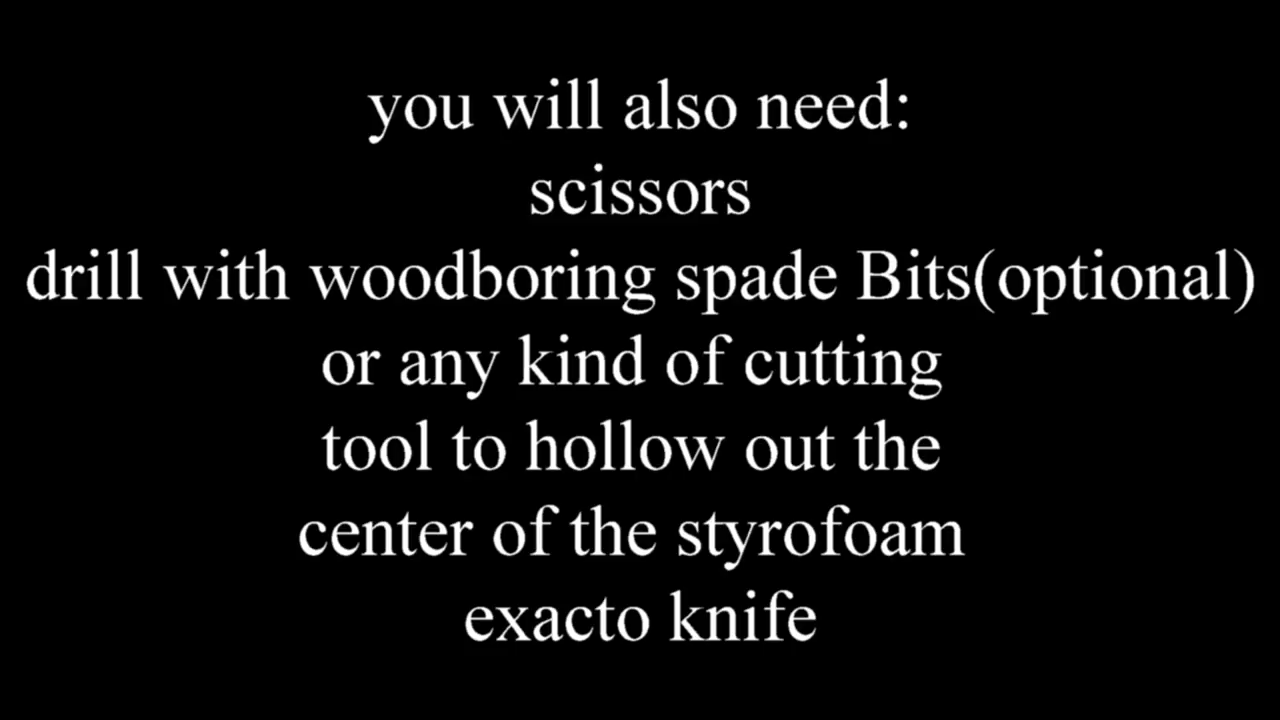 you will also need:
scissors
drill with woodboring spade Bits(optional)
or any kind of cutting
tool to hollow out the
center of the styrofoam
exacto knife